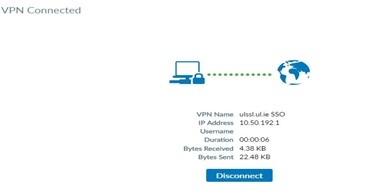 VPN Connected
VPN Name ulssl.ul.ie SSO
IP Address 10.50.192.1
Username
Duration 00:00:06
Bytes Received 4.38 KB
Bytes Sent 22.48 KB
Disconnect